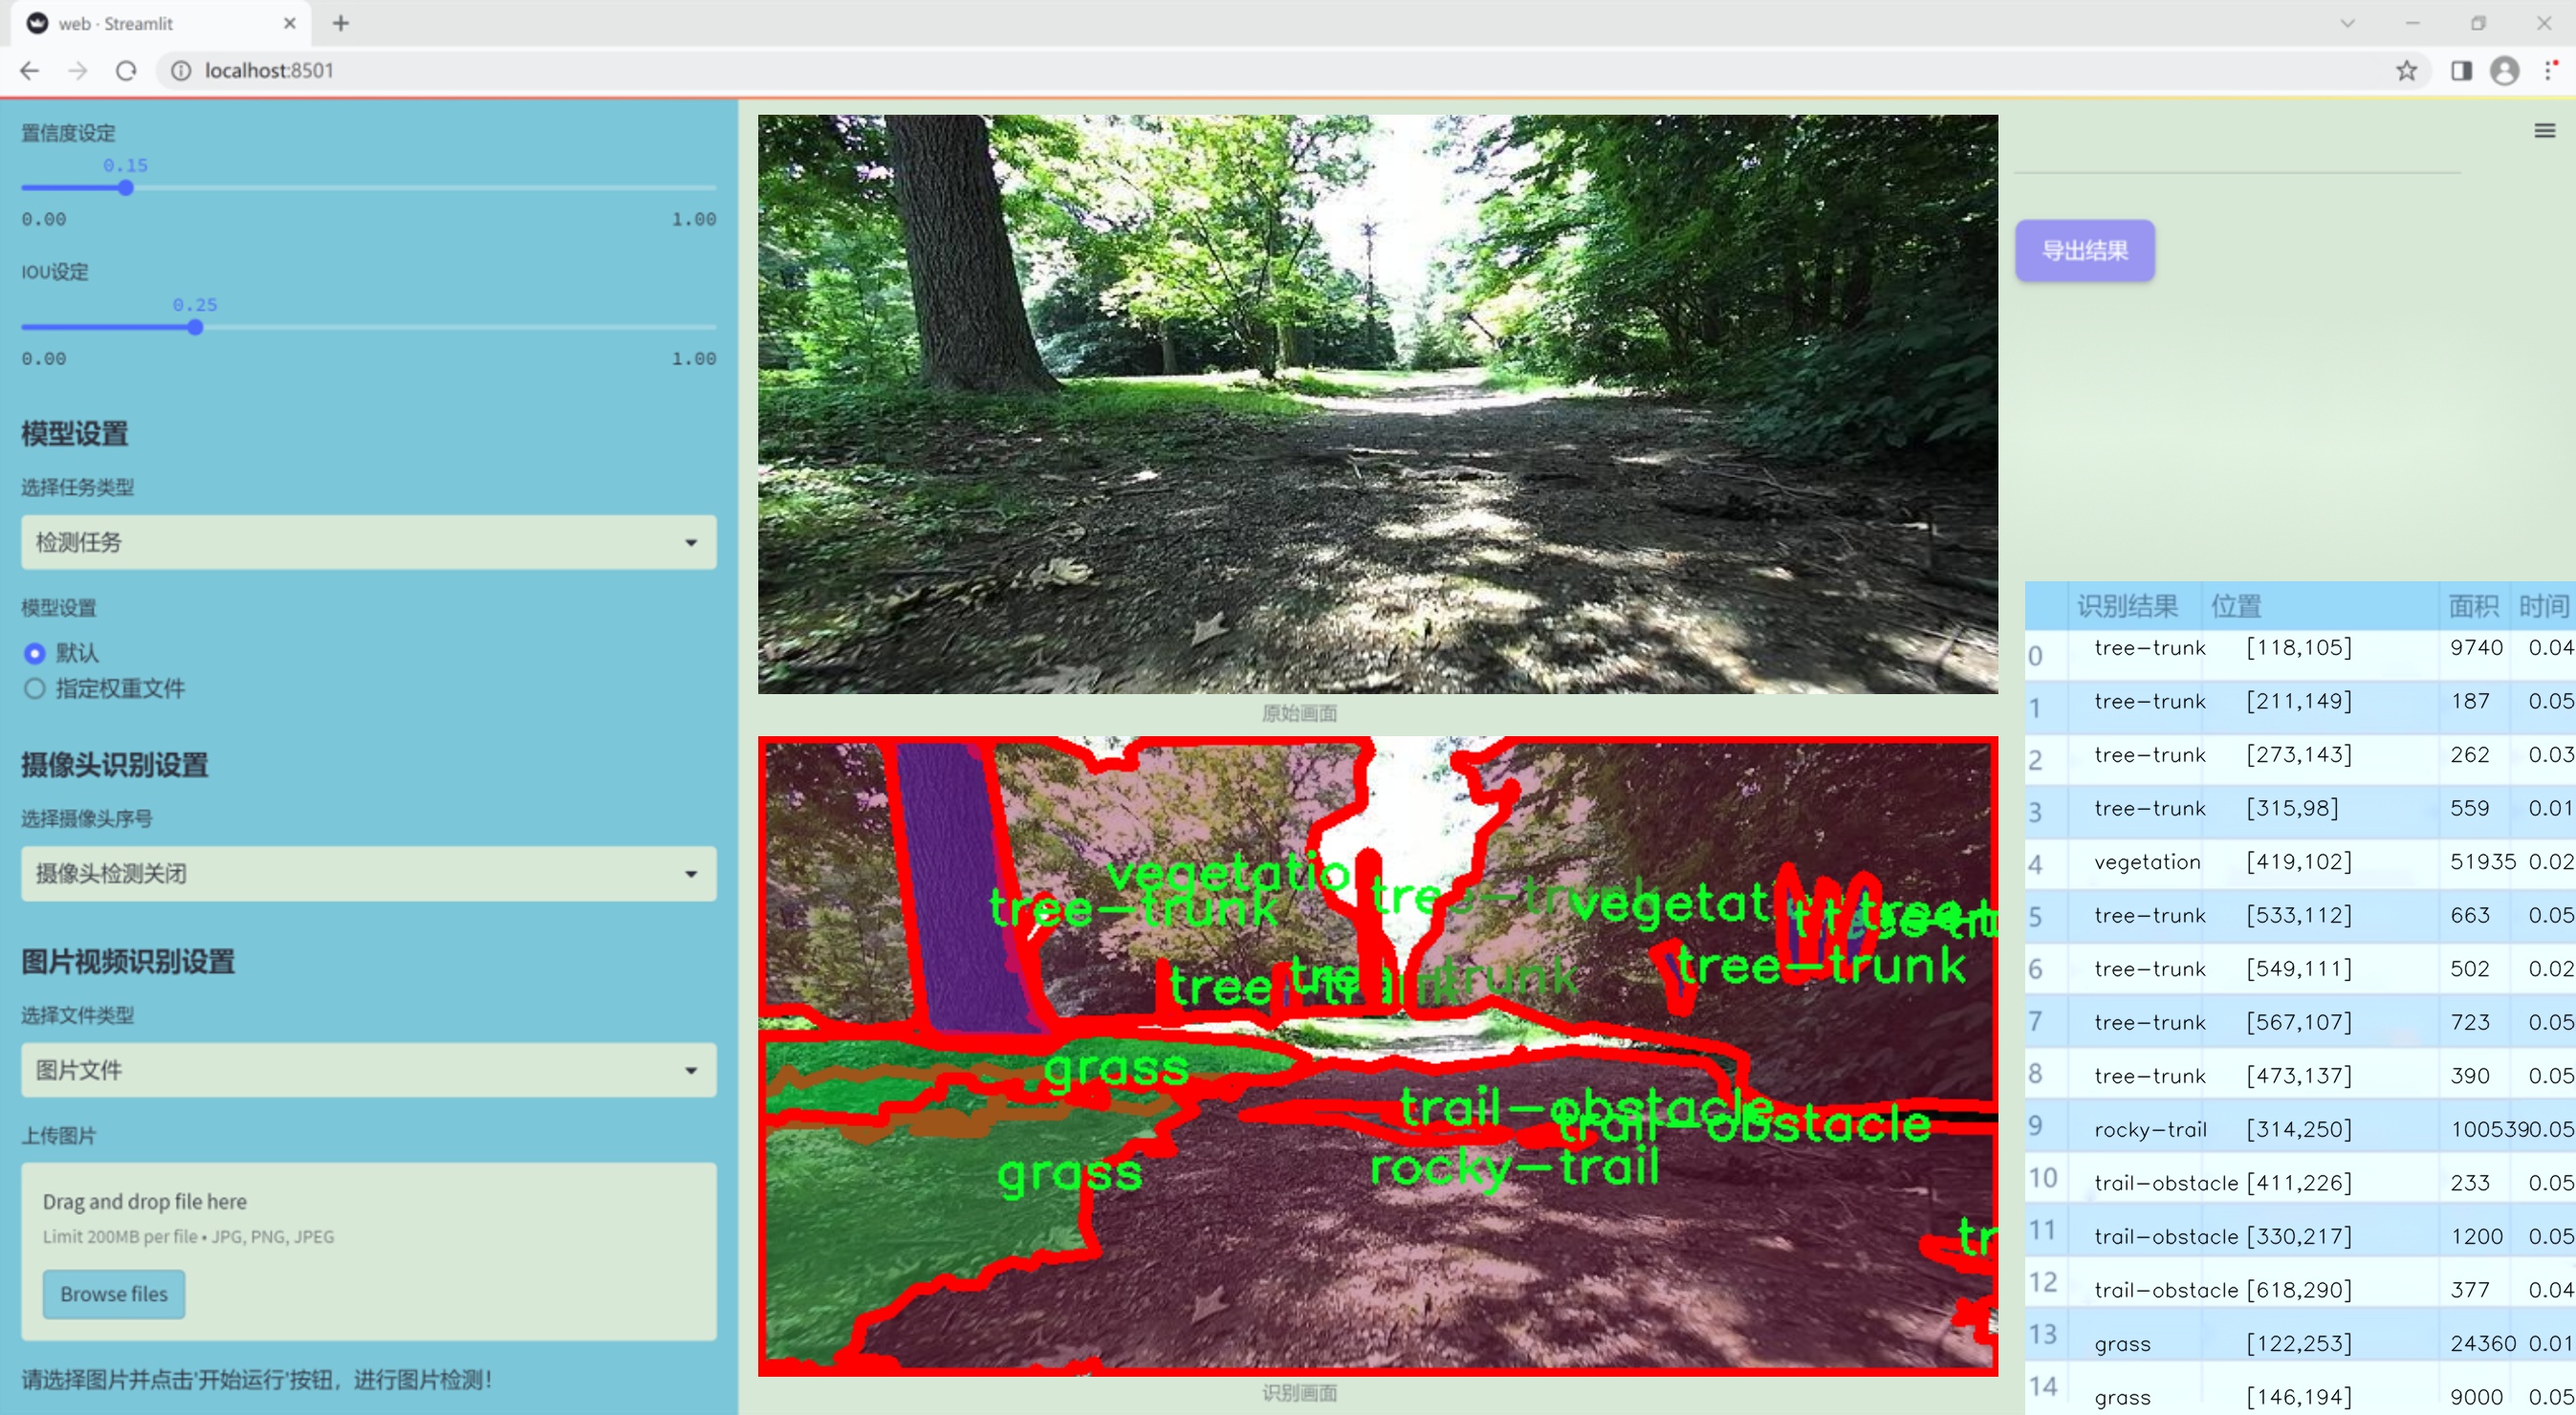 web · Streamlit
localhost:8501
置信度设定
0.15
0.00 1.00
IOU设定
0.25
0.00 1.00
模型设置
选择任务类型
检测任务
模型设置
默认
指定权重文件
摄像头识别设置
选择摄像头序号
摄像头检测关闭
图片视频识别设置
选择文件类型
图片文件
上传图片
Drag and drop file here
Limit 200MB per file • JPG, PNG, JPEG
Browse files
请选择图片并点击'开始运行'按钮，进行图片检测！
原始画面
vegetatio
tree-trunk
vegetat
tree-trunk
grass
trail-obstacle
trail-obstacle
rocky-trail
grass
tr
识别画面
导出结果
识别结果 位置 面积 时间
0 tree-trunk [118,105] 9740 0.04
1 tree-trunk [211,149] 187 0.05
2 tree-trunk [273,143] 262 0.03
3 tree-trunk [315,98] 559 0.01
4 vegetation [419,102] 51935 0.02
5 tree-trunk [533,112] 663 0.05
6 tree-trunk [549,111] 502 0.02
7 tree-trunk [567,107] 723 0.05
8 tree-trunk [473,137] 390 0.05
9 rocky-trail [314,250] 1005390.05
10 trail-obstacle [411,226] 233 0.05
11 trail-obstacle [330,217] 1200 0.05
12 trail-obstacle [618,290] 377 0.04
13 grass [122,253] 24360 0.01
14 grass [146,194] 9000 0.05